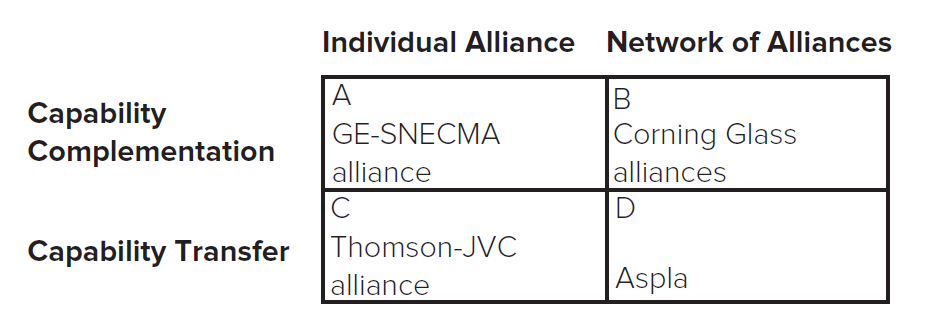 Individual Alliance Network of Alliances
Capability
Complementation
A
GE-SNECMA
alliance
B
Corning Glass
alliances
Capability Transfer
C
Thomson-JVC
alliance
D
Aspla